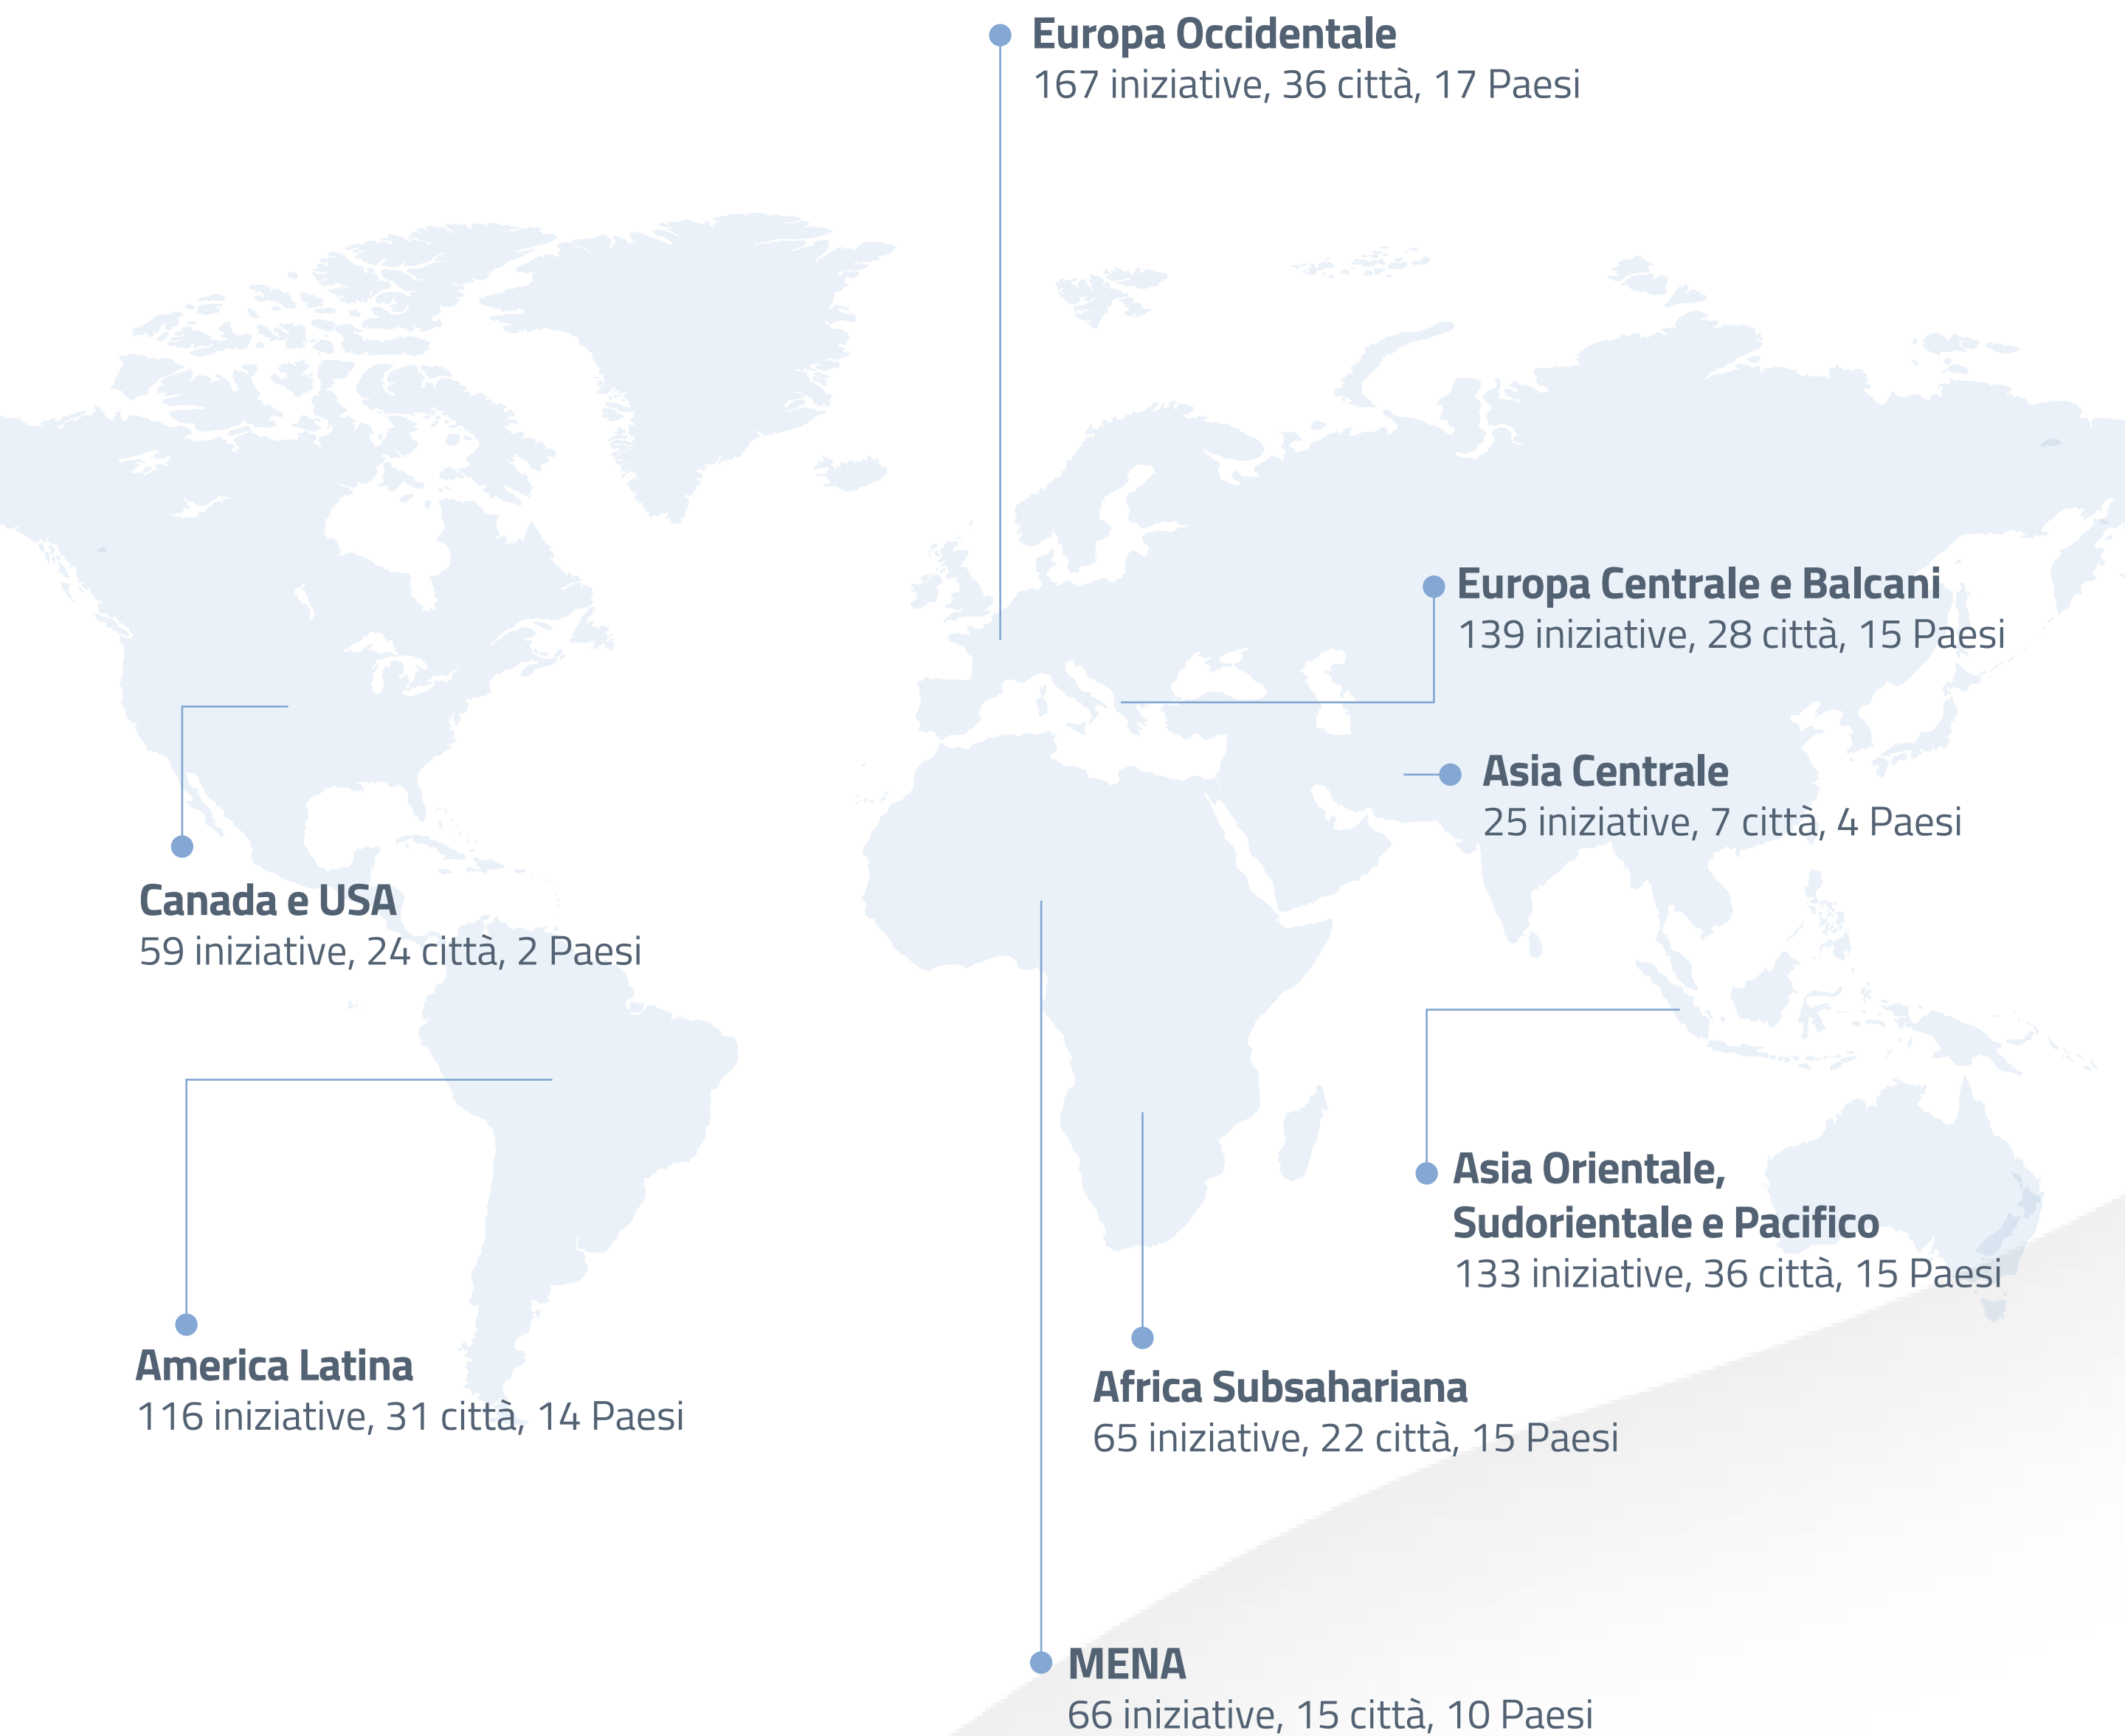 Europa Occidentale
167 iniziative, 36 città, 17 Paesi
Europa Centrale e Balcani
139 iniziative, 28 città, 15 Paesi
Asia Centrale
25 iniziative, 7 città, 4 Paesi
Canada e USA
59 iniziative, 24 città, 2 Paesi
Asia Orientale,
Sudorientale e Pacifico
133 iniziative, 36 città, 15 Paesi
America Latina
116 iniziative, 31 città, 14 Paesi
Africa Subsahariana
65 iniziative, 22 città, 15 Paesi
MENA
66 iniziative, 15 città, 10 Paesi